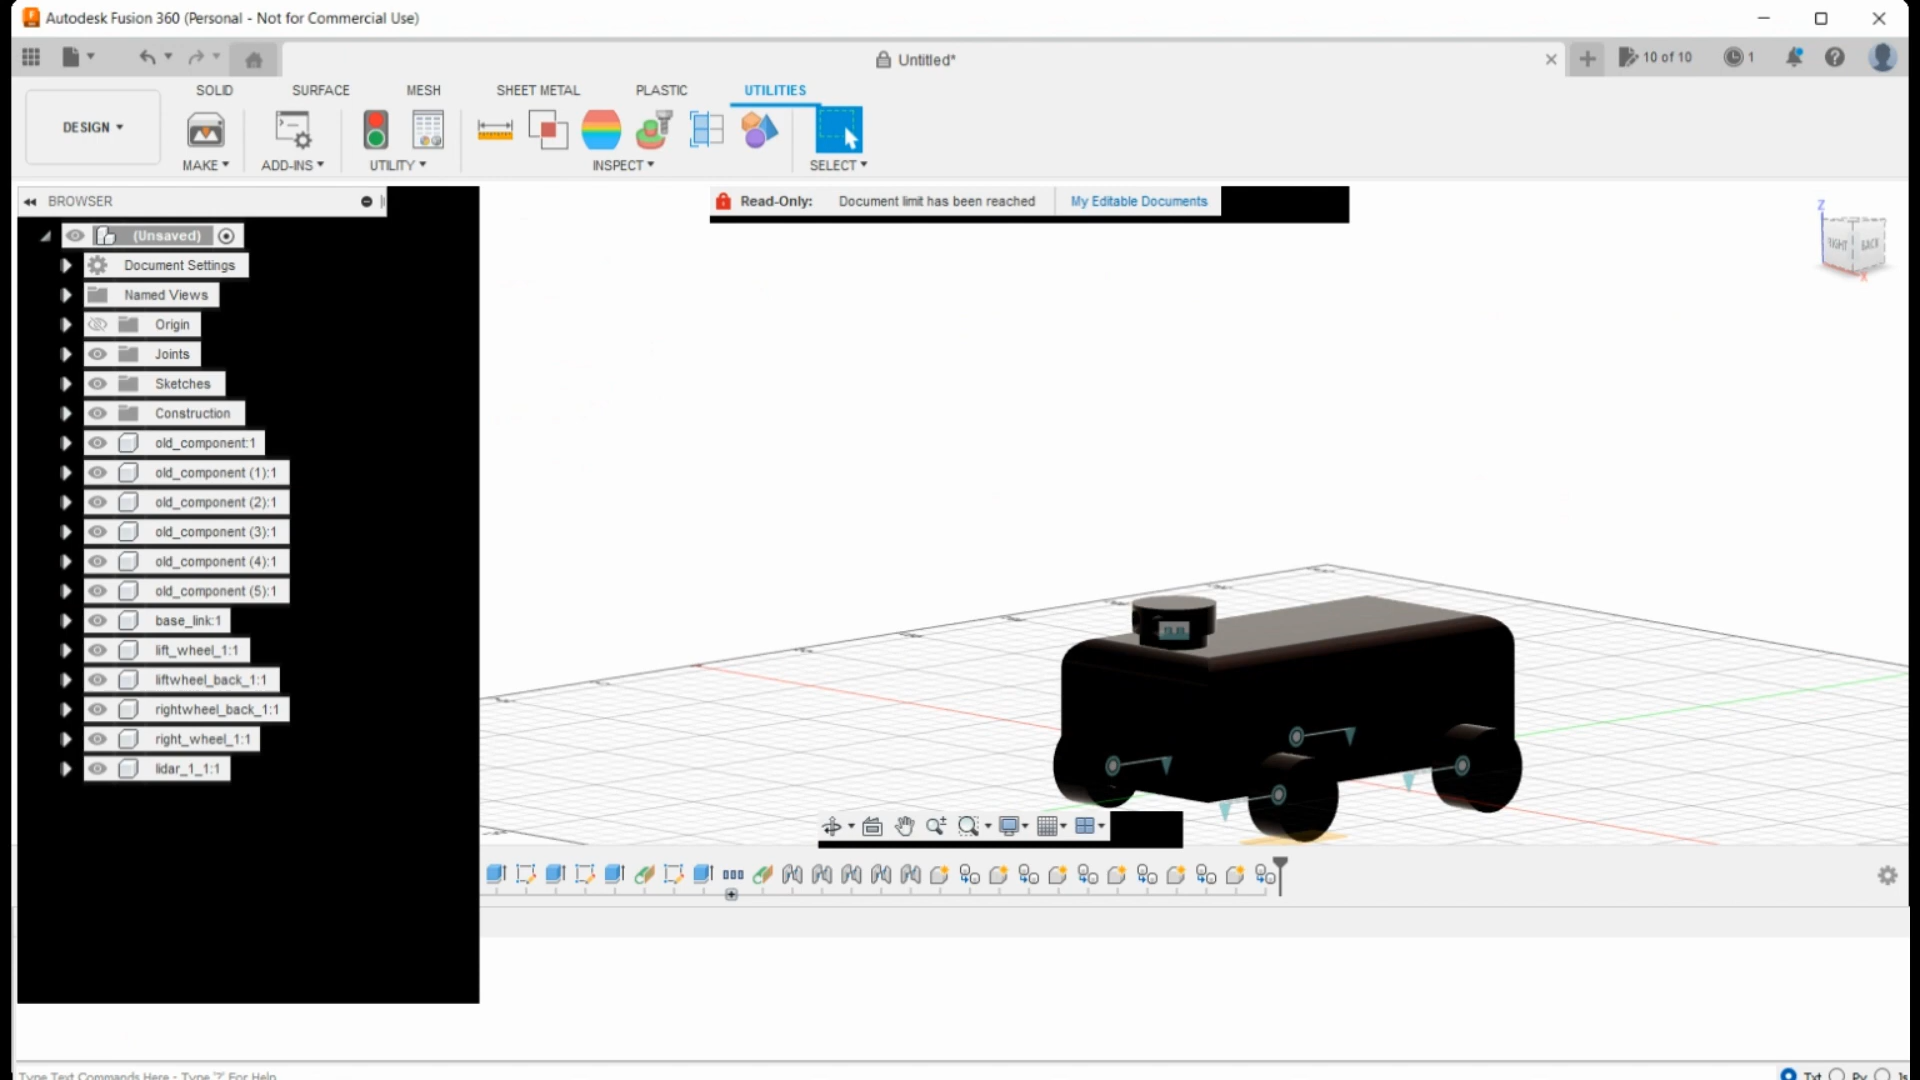 Autodesk Fusion 360 (Personal - Not for Commercial Use)
Untitled*
10 of 10
1
SOLID
SURFACE
MESH
SHEET METAL
PLASTIC
UTILITIES
DESIGN
MAKE
ADD-INS
UTILITY
INSPECT
SELECT
BROWSER
Read-Only:
Document limit has been reached
My Editable Documents
Z
RIGHT
BACK
X
(Unsaved)
Document Settings
Named Views
Origin
Joints
Sketches
Construction
old_component:1
old_component (1):1
old_component (2):1
old_component (3):1
old_component (4):1
old_component (5):1
base_link:1
lift_wheel_1:1
liftwheel_back_1:1
rightwheel_back_1:1
right_wheel_1:1
lidar_1_1:1
Type Text Commands Here - Type '?' For Help
Txt
Py